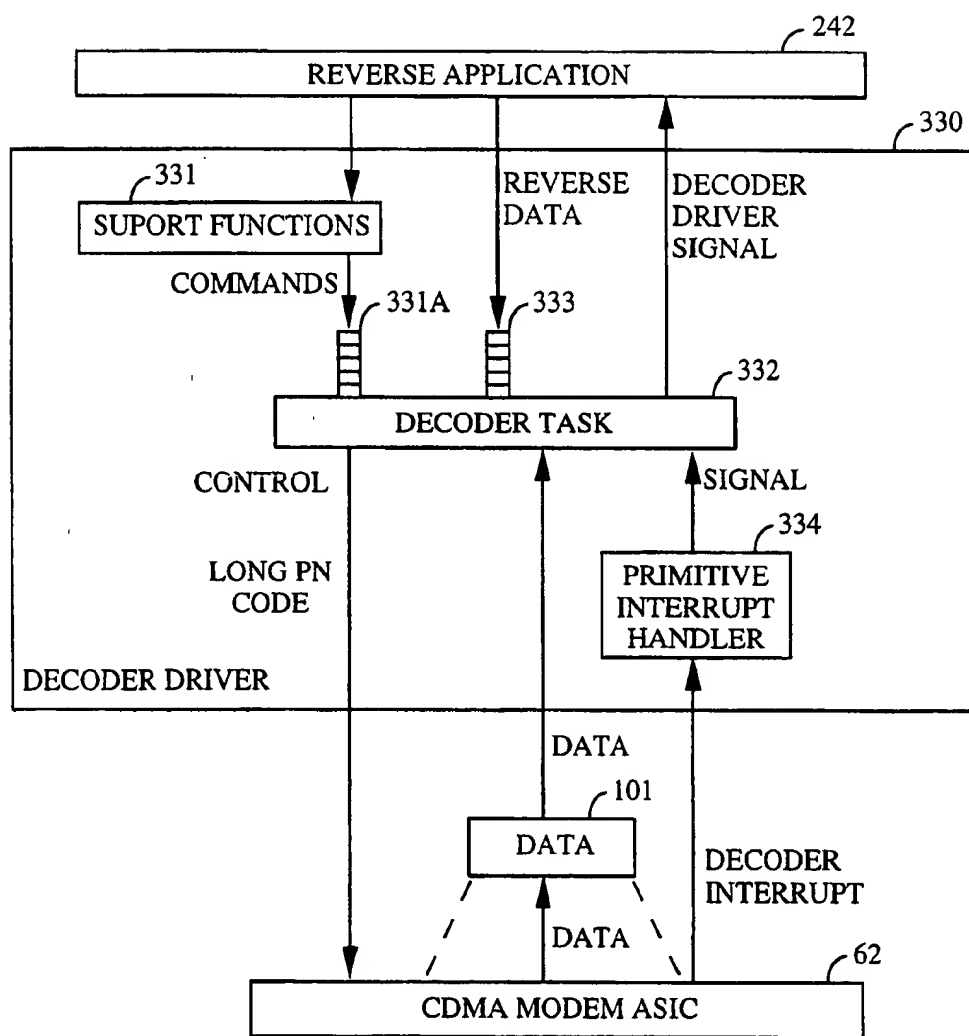 242
REVERSE APPLICATION
330
331
SUPORT FUNCTIONS
REVERSE
DATA
DECODER
DRIVER
SIGNAL
COMMANDS
331A
333
332
DECODER TASK
CONTROL
SIGNAL
334
LONG PN
CODE
PRIMITIVE
INTERRUPT
HANDLER
DECODER DRIVER
DATA
101
DATA
DECODER
INTERRUPT
DATA
62
CDMA MODEM ASIC